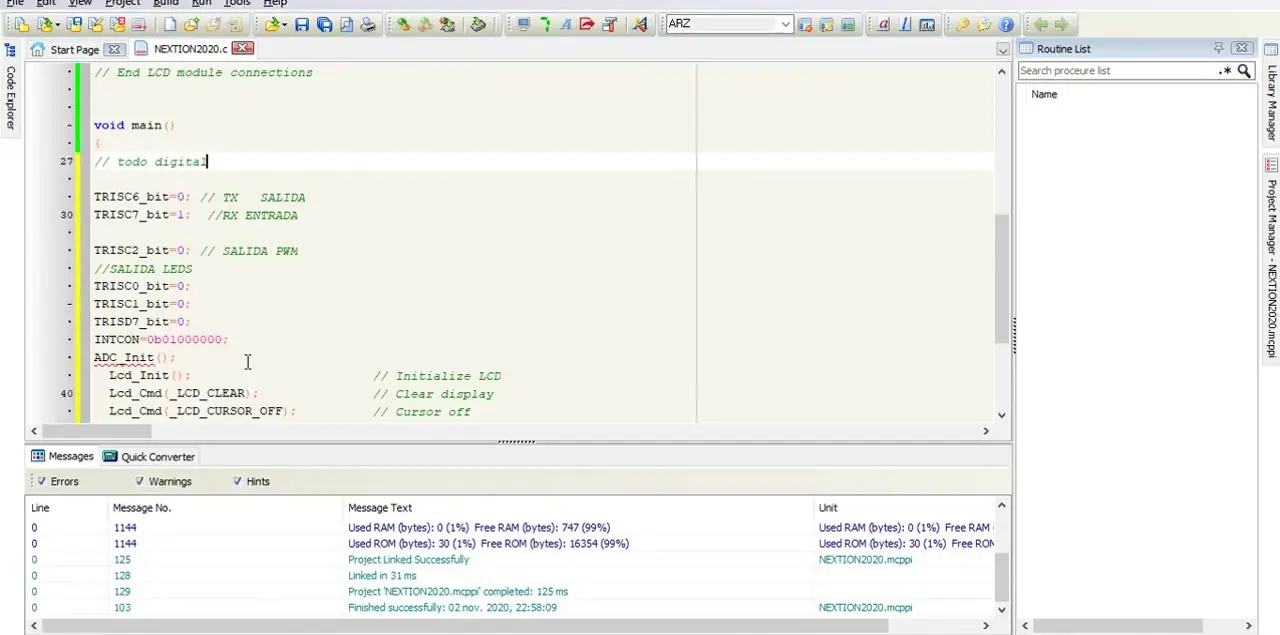 File Edit View Project Build Run Tools Help
ARZ
Start Page NEXTION2020.c
Routine List
Search proceure list .*
Name
Code Explorer
Library Manager
Project Manager - NEXTION2020.mcppi
// End LCD module connections
void main()
{
27 // todo digital
TRISC6_bit=0; // TX SALIDA
30 TRISC7_bit=1; //RX ENTRADA
TRISC2_bit=0; // SALIDA PWM
//SALIDA LEDS
TRISC0_bit=0;
TRISC1_bit=0;
TRISD7_bit=0;
INTCON=0b01000000;
ADC_Init();
Lcd_Init(); // Initialize LCD
40 Lcd_Cmd(_LCD_CLEAR); // Clear display
Lcd_Cmd(_LCD_CURSOR_OFF); // Cursor off
Messages Quick Converter
Errors Warnings Hints
Line Message No. Message Text Unit
0 1144 Used RAM (bytes): 0 (1%) Free RAM (bytes): 747 (99%) Used RAM (bytes): 0 (1%) Free RAM
0 1144 Used ROM (bytes): 30 (1%) Free ROM (bytes): 16354 (99%) Used ROM (bytes): 30 (1%) Free ROM
0 125 Project Linked Successfully NEXTION2020.mcppi
0 128 Linked in 31 ms
0 129 Project 'NEXTION2020.mcppi' completed: 125 ms
0 103 Finished successfully: 02 nov. 2020, 22:58:09 NEXTION2020.mcppi